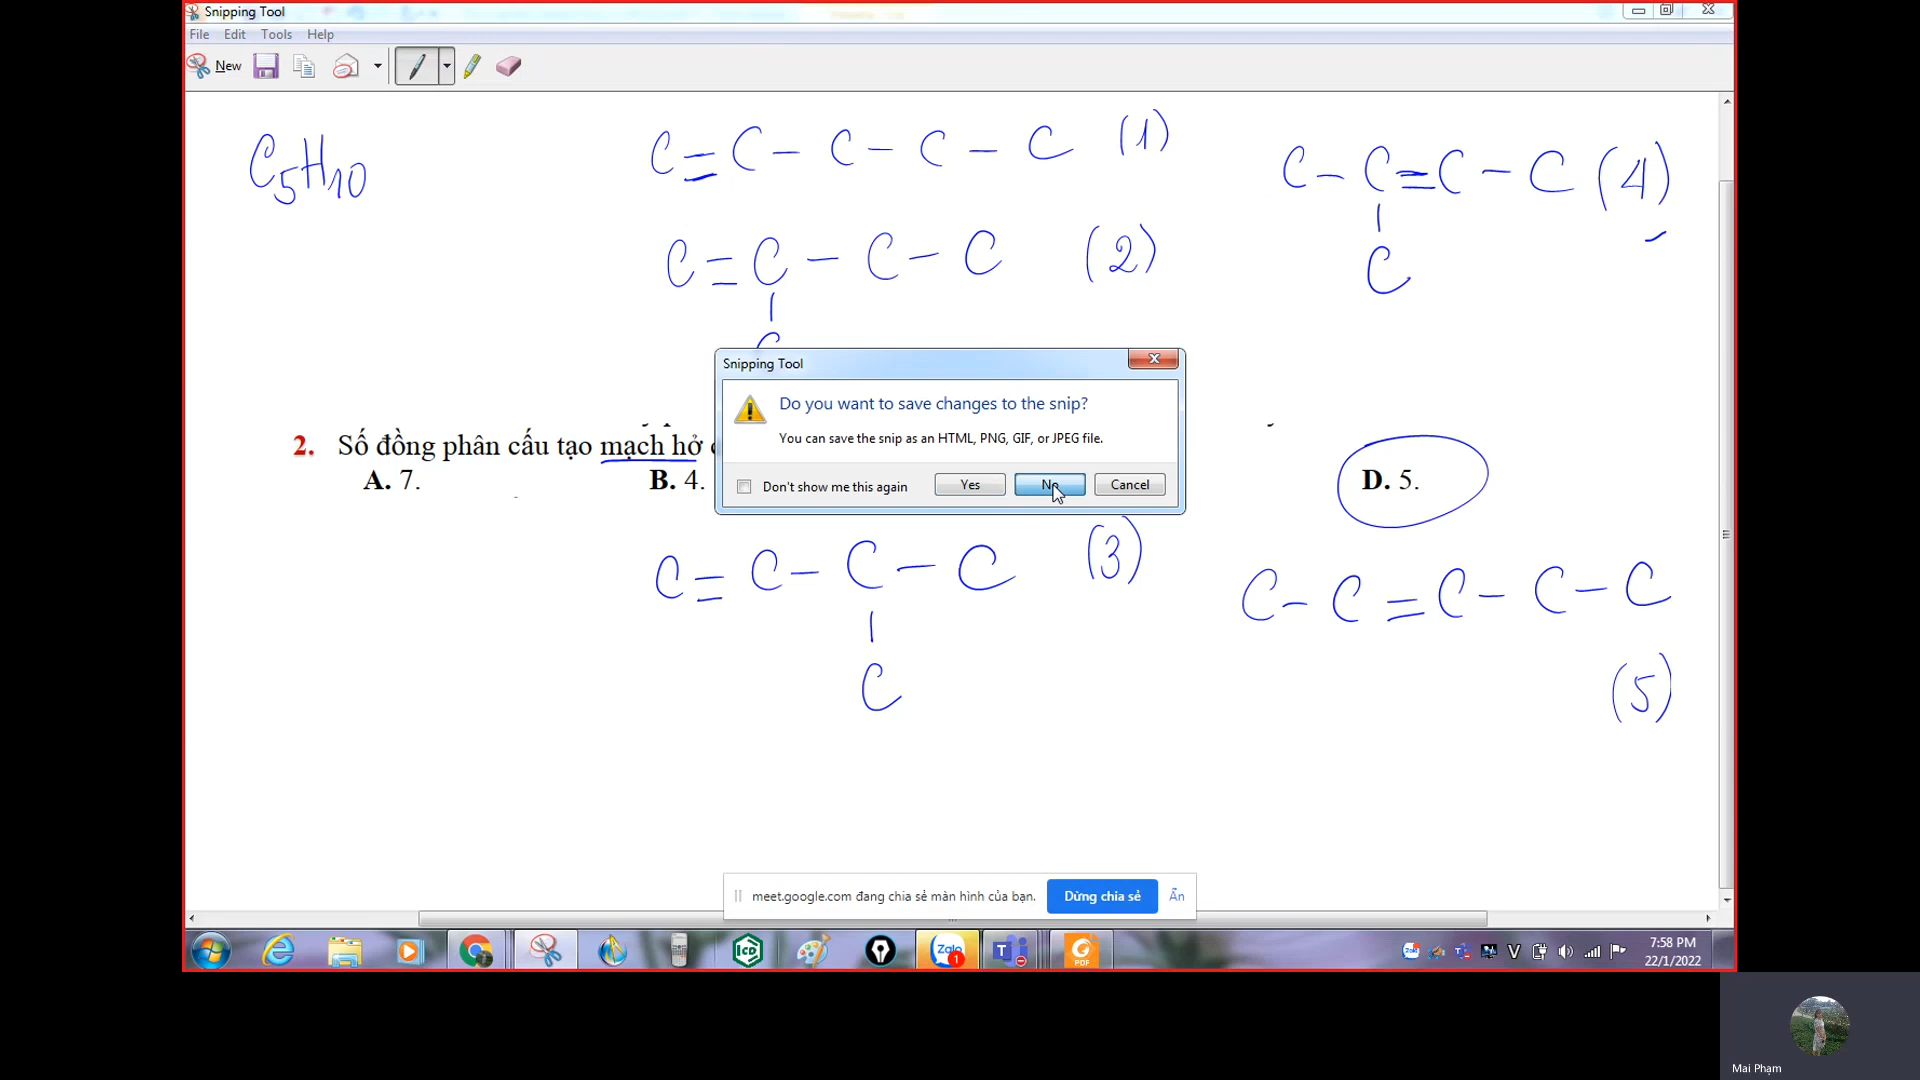 Snipping Tool
File Edit Tools Help
New
C5H10
C = C - C - C - C (1)
C - C = C - C (4)
C
C = C - C - C (2)
C
Snipping Tool
Do you want to save changes to the snip?
You can save the snip as an HTML, PNG, GIF, or JPEG file.
Don't show me this again Yes No Cancel
2. Số đồng phân cấu tạo mạch hở
A. 7. B. 4. D. 5.
C = C - C - C (3)
C
C - C = C - C - C
(5)
meet.google.com đang chia sẻ màn hình của bạn. Dừng chia sẻ Ẩn
Zalo 1
ICD
T
PDF
V
7:58 PM
22/1/2022
Mai Phạm